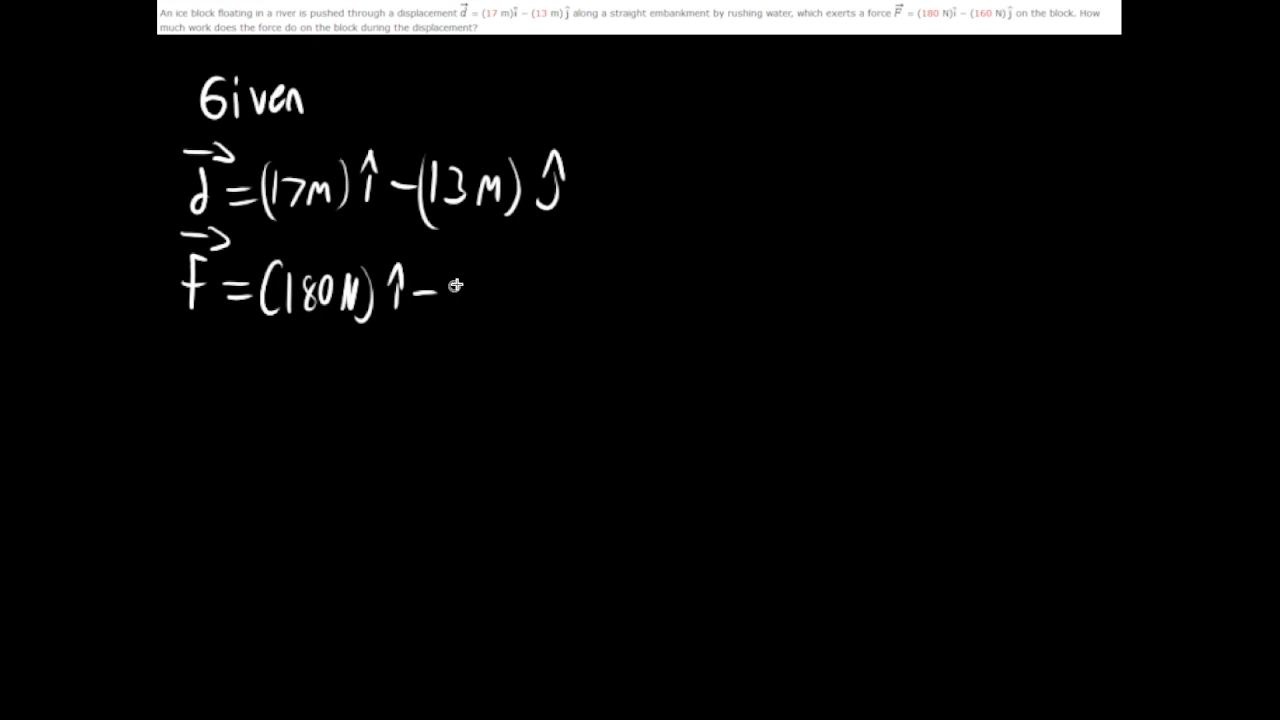 An ice block floating in a river is pushed through a displacement d⃗ = (17 m)î − (13 m)ĵ along a straight embankment by rushing water, which exerts a force F⃗ = (180 N)î − (160 N)ĵ on the block. How
much work does the force do on the block during the displacement?
Given
d⃗ = (17m) î − (13 m) ĵ
F⃗ = (180 N) î −